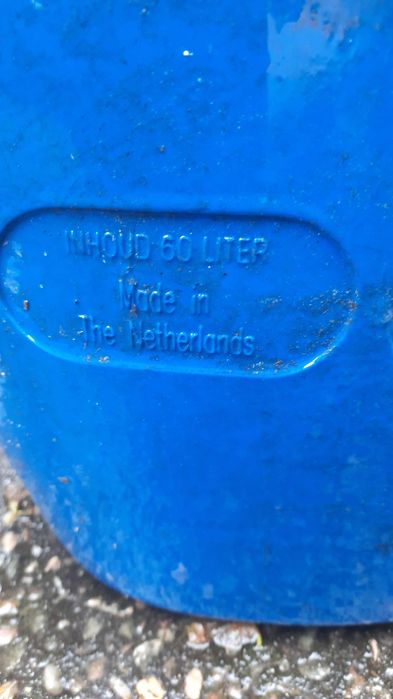 INHOUD 60 LITER
Made in
The Netherlands